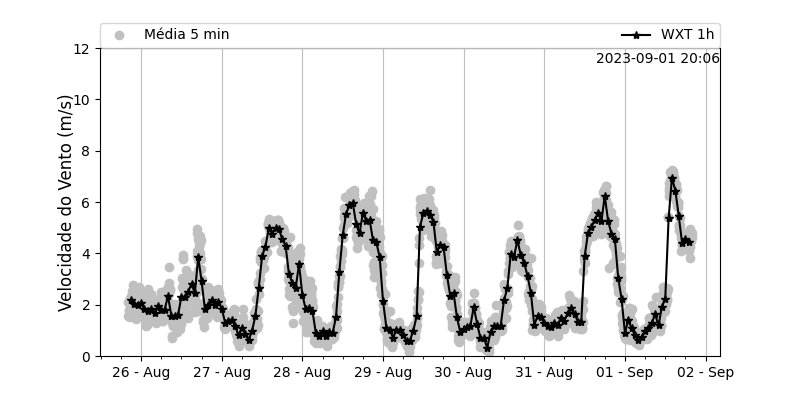 Média 5 min
WXT 1h
2023-09-01 20:06
Velocidade do Vento (m/s)
12
10
8
6
4
2
0
26 - Aug
27 - Aug
28 - Aug
29 - Aug
30 - Aug
31 - Aug
01 - Sep
02 - Sep